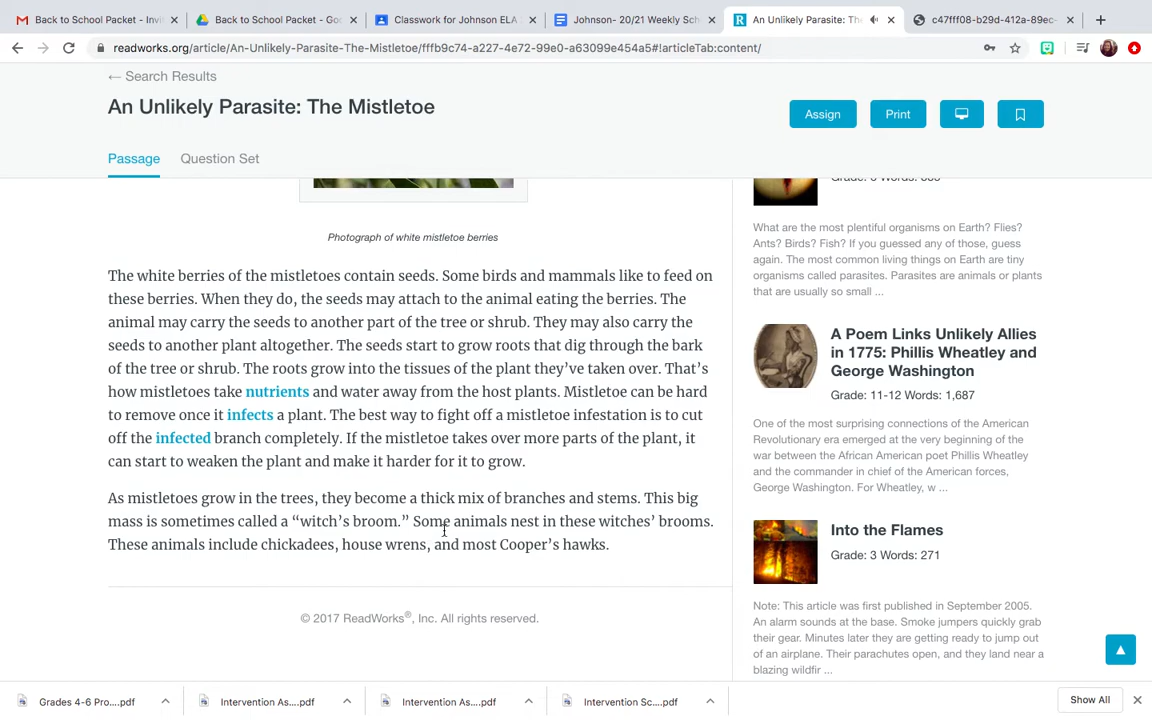 Back to School Packet - Invi
Back to School Packet - Goo
Classwork for Johnson ELA 2
Johnson- 20/21 Weekly Sch
An Unlikely Parasite: The
c47fff08-b29d-412a-89ec-
readworks.org/article/An-Unlikely-Parasite-The-Mistletoe/fffb9c74-a227-4e72-99e0-a63099e454a5#!articleTab:content/
← Search Results
An Unlikely Parasite: The Mistletoe
Assign
Print
Passage
Question Set
Photograph of white mistletoe berries
The white berries of the mistletoes contain seeds. Some birds and mammals like to feed on
these berries. When they do, the seeds may attach to the animal eating the berries. The
animal may carry the seeds to another part of the tree or shrub. They may also carry the
seeds to another plant altogether. The seeds start to grow roots that dig through the bark
of the tree or shrub. The roots grow into the tissues of the plant they've taken over. That's
how mistletoes take nutrients and water away from the host plants. Mistletoe can be hard
to remove once it infects a plant. The best way to fight off a mistletoe infestation is to cut
off the infected branch completely. If the mistletoe takes over more parts of the plant, it
can start to weaken the plant and make it harder for it to grow.
As mistletoes grow in the trees, they become a thick mix of branches and stems. This big
mass is sometimes called a “witch's broom.” Some animals nest in these witches' brooms.
These animals include chickadees, house wrens, and most Cooper's hawks.
© 2017 ReadWorks®, Inc. All rights reserved.
What are the most plentiful organisms on Earth? Flies?
Ants? Birds? Fish? If you guessed any of those, guess
again. The most common living things on Earth are tiny
organisms called parasites. Parasites are animals or plants
that are usually so small ...
A Poem Links Unlikely Allies
in 1775: Phillis Wheatley and
George Washington
Grade: 11-12 Words: 1,687
One of the most surprising connections of the American
Revolutionary era emerged at the very beginning of the
war between the African American poet Phillis Wheatley
and the commander in chief of the American forces,
George Washington. For Wheatley, w ...
Into the Flames
Grade: 3 Words: 271
Note: This article was first published in September 2005.
An alarm sounds at the base. Smoke jumpers quickly grab
their gear. Minutes later they are getting ready to jump out
of an airplane. Their parachutes open, and they land near a
blazing wildfir ...
Grades 4-6 Pro....pdf
Intervention As....pdf
Intervention As....pdf
Intervention Sc....pdf
Show All